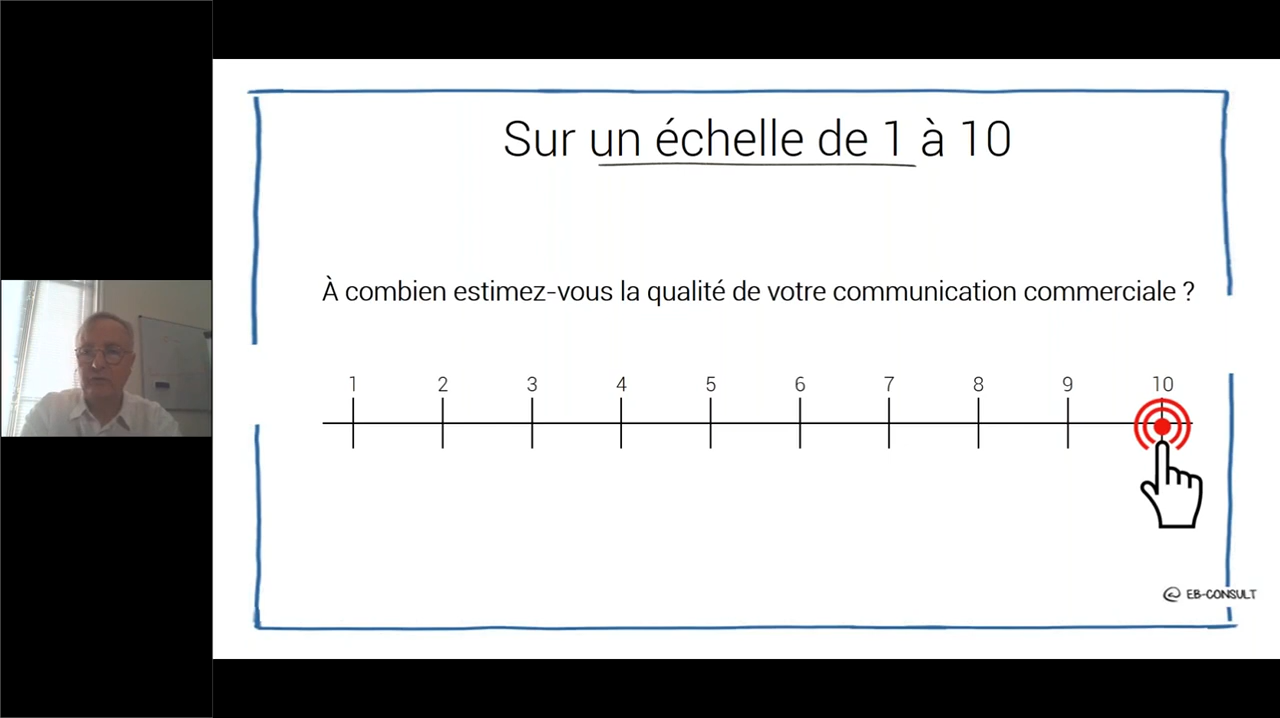 Sur un échelle de 1 à 10
À combien estimez-vous la qualité de votre communication commerciale ?
1 2 3 4 5 6 7 8 9 10
@ EB-CONSULT